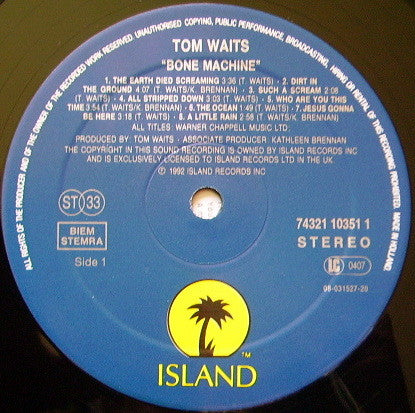 ALL RIGHTS OF THE PRODUCER AND OF THE OWNER OF THE RECORDED WORK RESERVED. UNAUTHORISED COPYING, PUBLIC PERFORMANCE, BROADCASTING, HIRING OR RENTAL OF THIS RECORDING PROHIBITED. MADE IN HOLLAND
TOM WAITS
"BONE MACHINE"
1. THE EARTH DIED SCREAMING 3:36 (T. WAITS) · 2. DIRT IN
THE GROUND 4:07 (T. WAITS/K. BRENNAN) · 3. SUCH A SCREAM 2:08
(T. WAITS) · 4. ALL STRIPPED DOWN 3:03 (T. WAITS) · 5. WHO ARE YOU THIS
TIME 3:54 (T. WAITS/K. BRENNAN) · 6. THE OCEAN 1:49 (T. WAITS) · 7. JESUS GONNA
BE HERE 3:18 (T. WAITS) · 8. A LITTLE RAIN 2:56 (T. WAITS/K. BRENNAN)
ALL TITLES: WARNER CHAPPELL MUSIC LTD.
PRODUCED BY: TOM WAITS - ASSOCIATE PRODUCER: KATHLEEN BRENNAN
THE COPYRIGHT IN THIS SOUND RECORDING IS OWNED BY ISLAND RECORDS INC
AND IS EXCLUSIVELY LICENSED TO ISLAND RECORDS LTD IN THE UK.
℗ 1992 ISLAND RECORDS INC
ST 33
BIEM
STEMRA
Side 1
74321 10351 1
STEREO
LC 0407
08-031527-20
TM
ISLAND